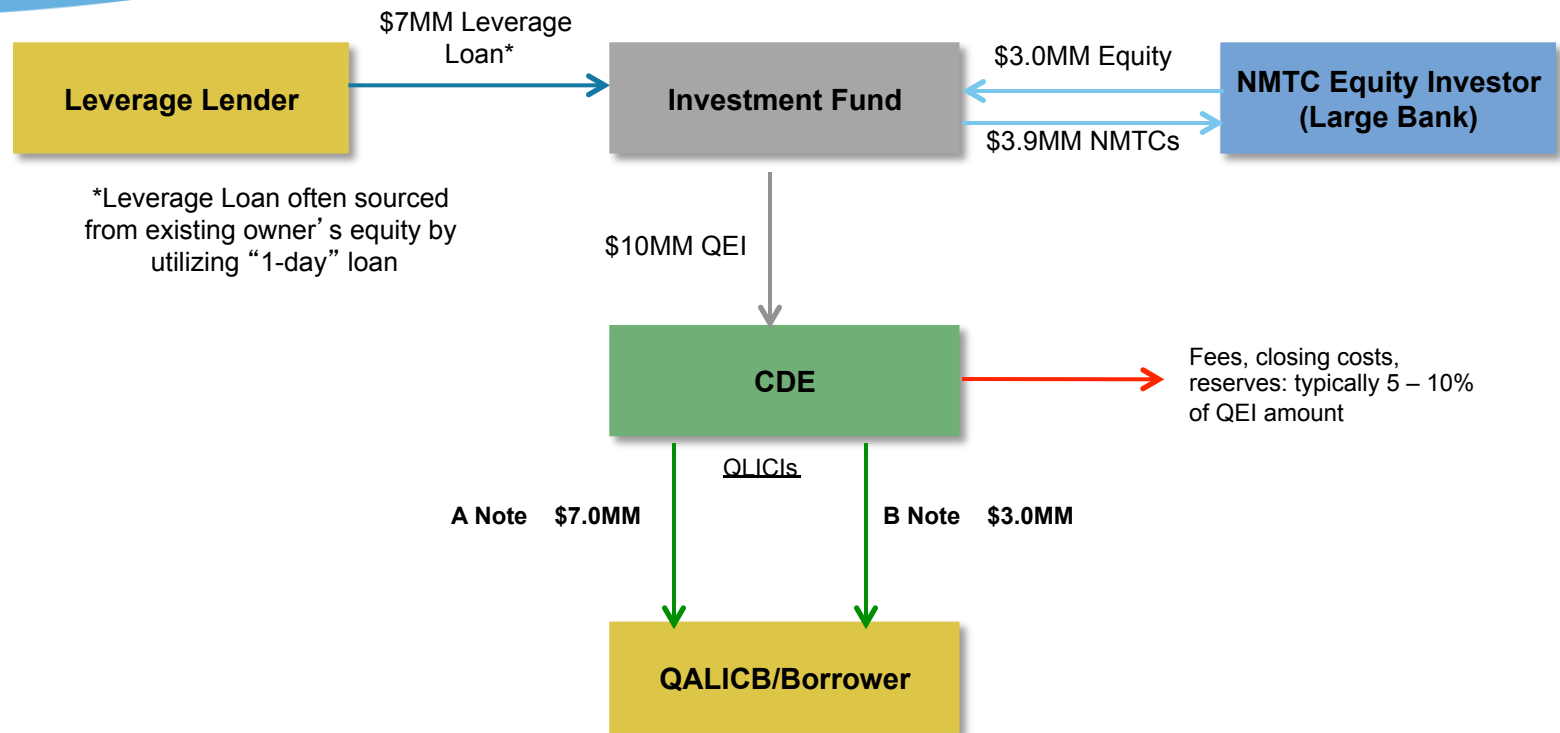 $7MM Leverage
Loan*
Leverage Lender
Investment Fund
$3.0MM Equity
$3.9MM NMTCs
NMTC Equity Investor
(Large Bank)
*Leverage Loan often sourced
from existing owner’s equity by
utilizing “1-day” loan
$10MM QEI
CDE
Fees, closing costs,
reserves: typically 5 – 10%
of QEI amount
QLICIs
A Note $7.0MM
B Note $3.0MM
QALICB/Borrower